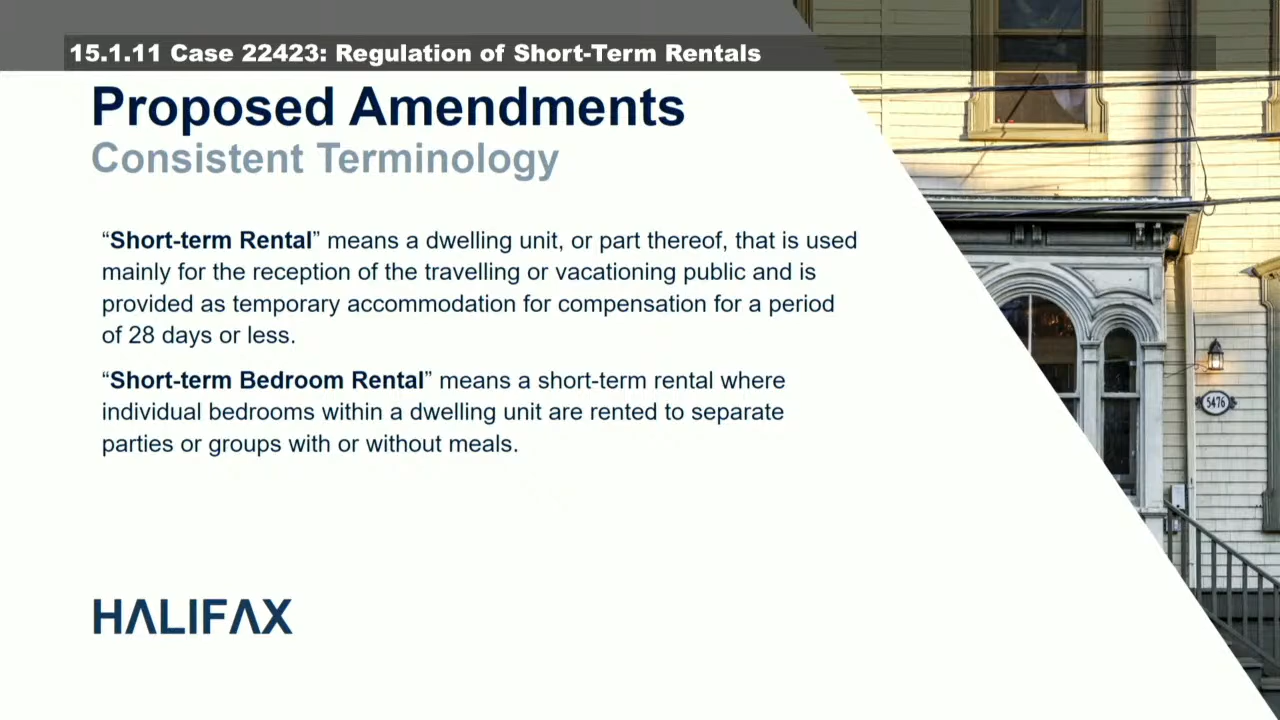 15.1.11 Case 22423: Regulation of Short-Term Rentals
Proposed Amendments
Consistent Terminology
“Short-term Rental” means a dwelling unit, or part thereof, that is used
mainly for the reception of the travelling or vacationing public and is
provided as temporary accommodation for compensation for a period
of 28 days or less.
“Short-term Bedroom Rental” means a short-term rental where
individual bedrooms within a dwelling unit are rented to separate
parties or groups with or without meals.
5476
HALIFAX